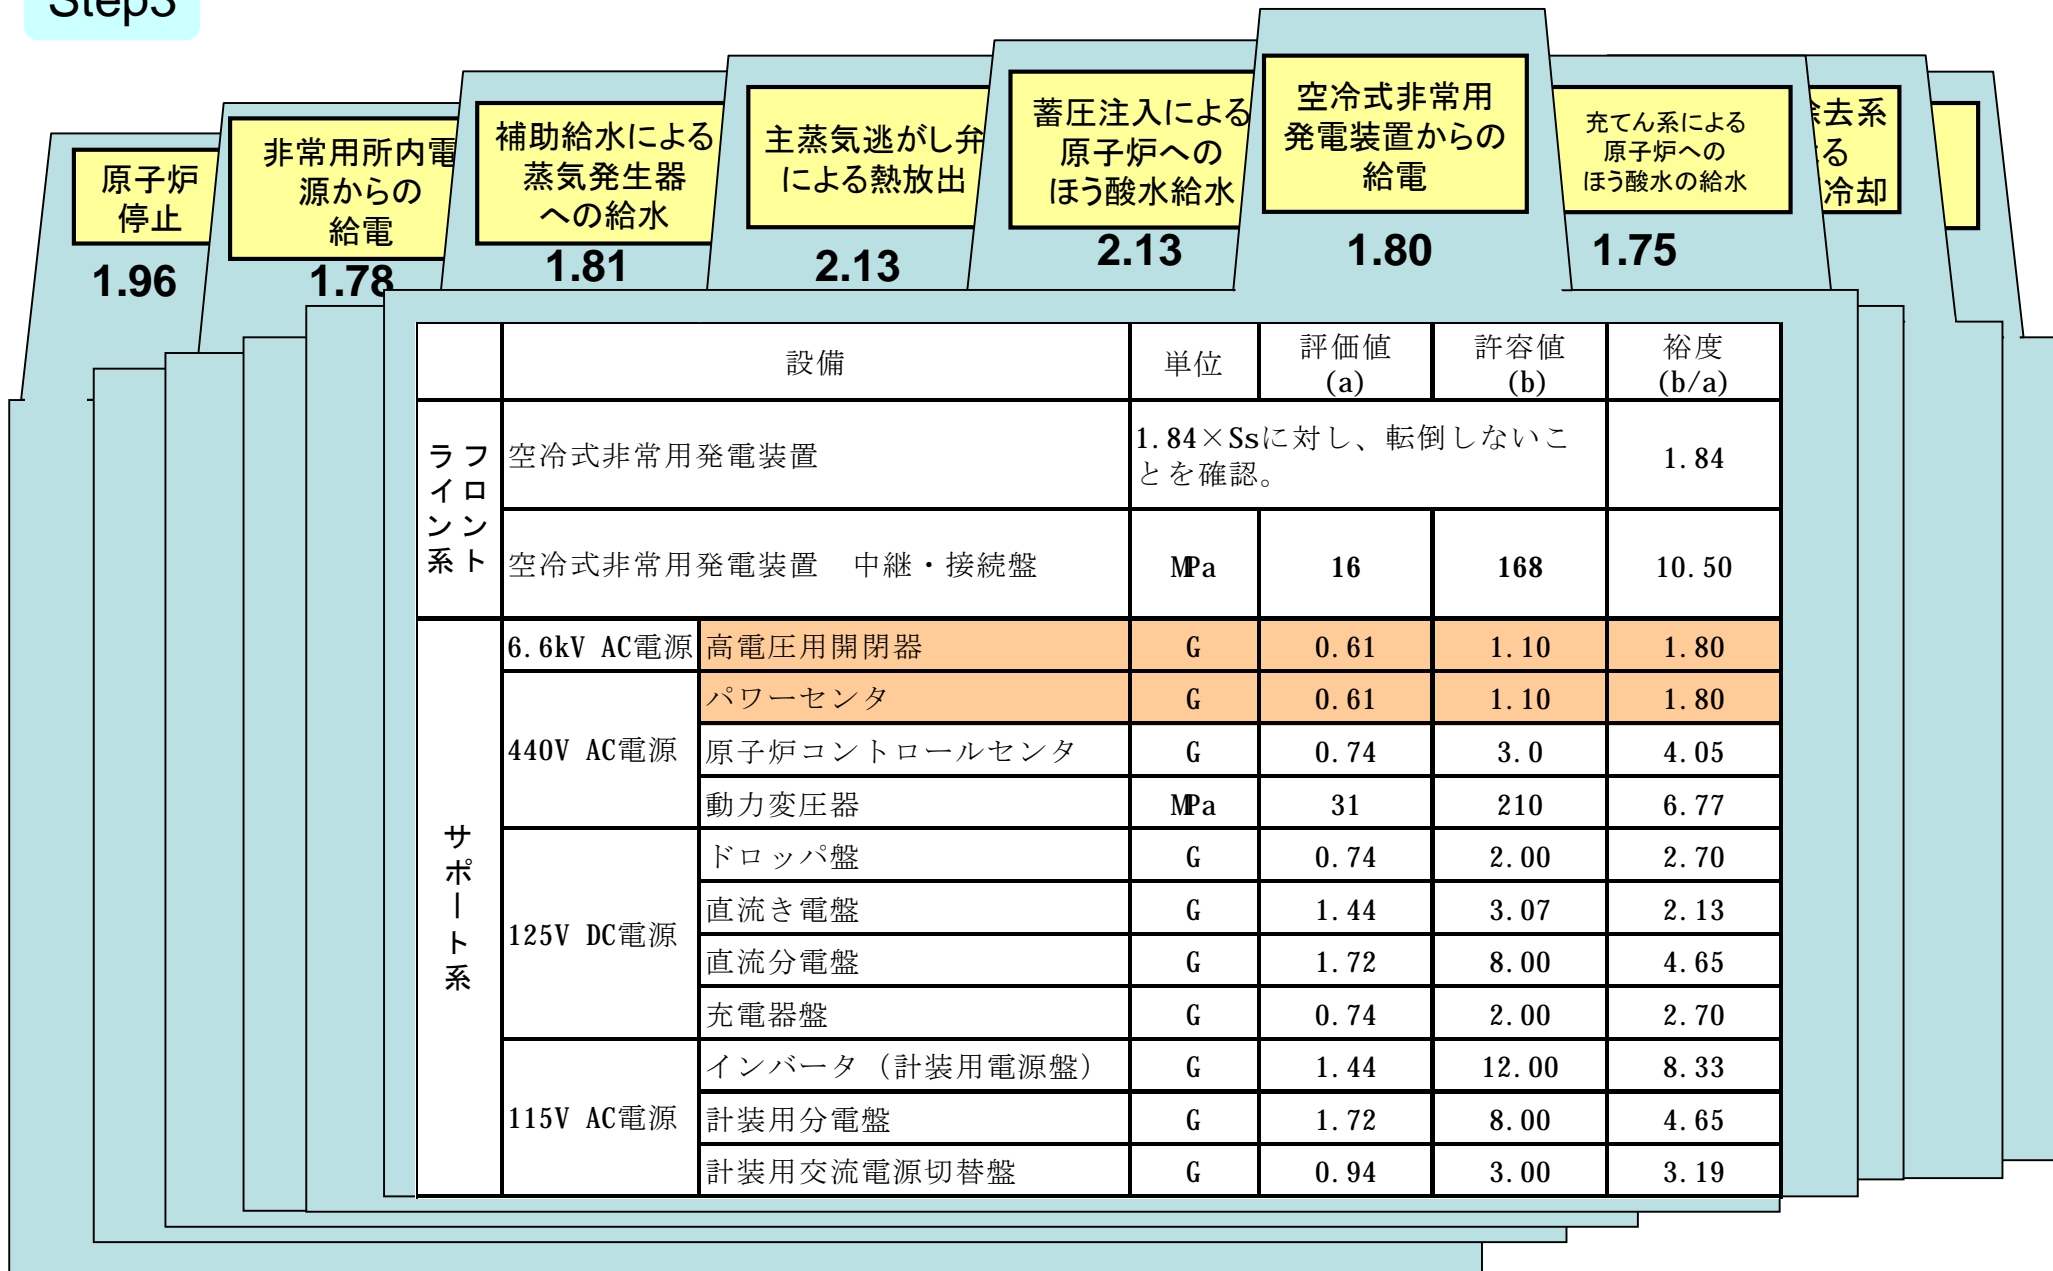 Step3
原子炉
停止
1.96
非常用所内電
源からの
給電
1.78
補助給水による
蒸気発生器
への給水
1.81
主蒸気逃がし弁
による熱放出
2.13
蓄圧注入による
原子炉への
ほう酸水給水
2.13
空冷式非常用
発電装置からの
給電
1.80
充てん系による
原子炉への
ほう酸水の給水
1.75
去系
る
冷却
設備 単位 評価値(a) 許容値(b) 裕度(b/a)
フロントライン系
空冷式非常用発電装置 1.84×Ssに対し、転倒しないことを確認。 1.84
空冷式非常用発電装置 中継・接続盤 MPa 16 168 10.50
サポート系
6.6kV AC電源 高電圧用開閉器 G 0.61 1.10 1.80
440V AC電源 パワーセンタ G 0.61 1.10 1.80
原子炉コントロールセンタ G 0.74 3.0 4.05
動力変圧器 MPa 31 210 6.77
125V DC電源 ドロッパ盤 G 0.74 2.00 2.70
直流き電盤 G 1.44 3.07 2.13
直流分電盤 G 1.72 8.00 4.65
充電器盤 G 0.74 2.00 2.70
115V AC電源 インバータ（計装用電源盤） G 1.44 12.00 8.33
計装用分電盤 G 1.72 8.00 4.65
計装用交流電源切替盤 G 0.94 3.00 3.19